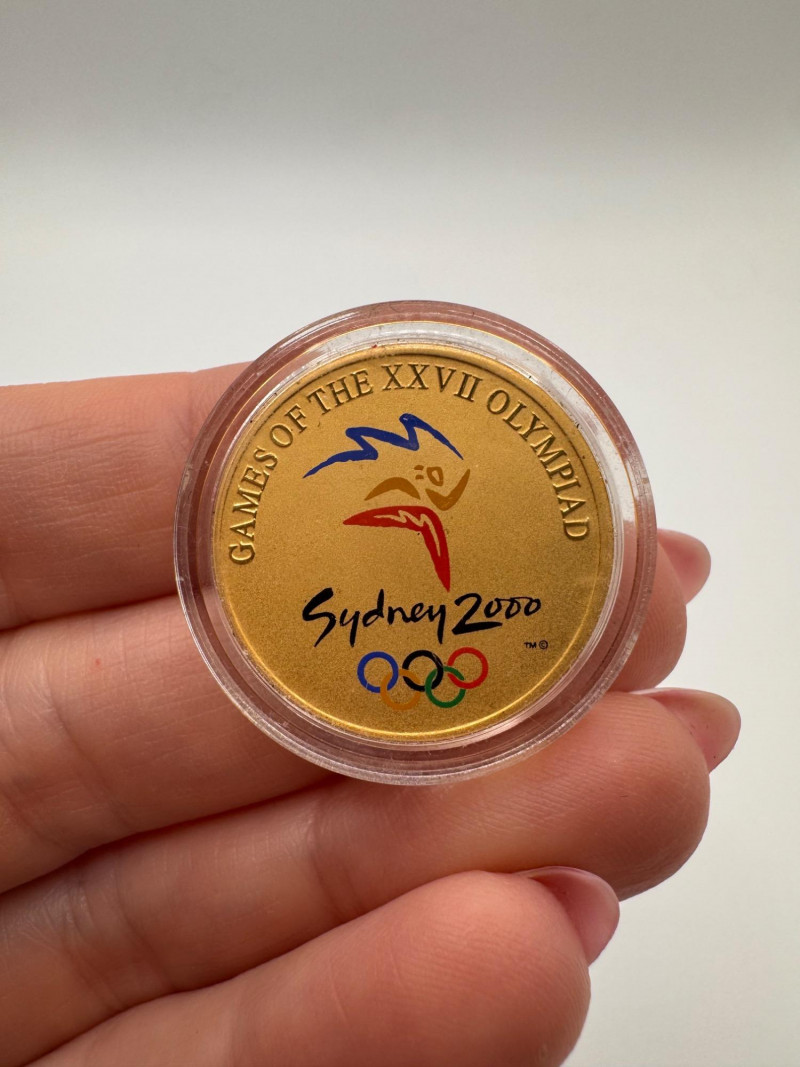 GAMES OF THE XXVII OLYMPIAD
Sydney 2000
TM ©